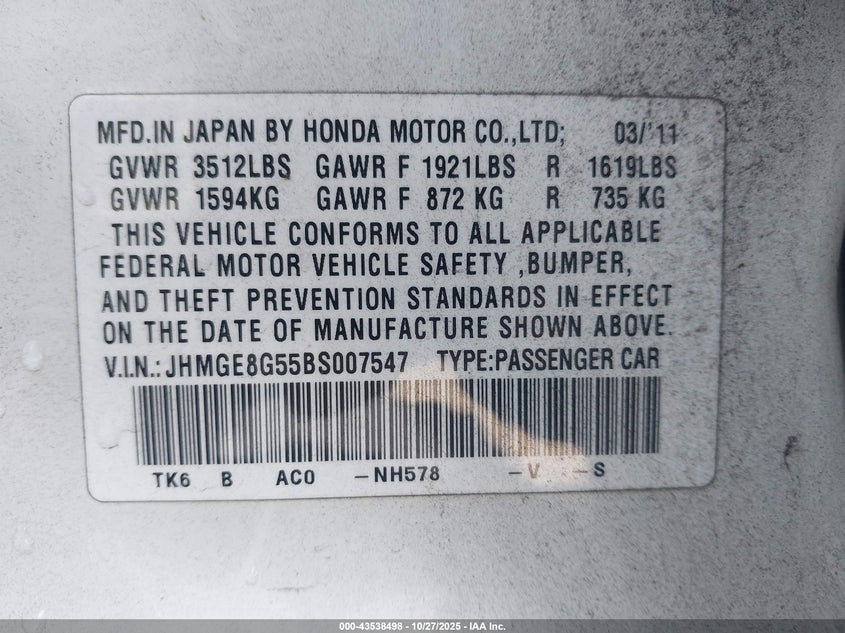 MFD.IN JAPAN BY HONDA MOTOR CO.,LTD; 03/'11
GVWR 3512LBS GAWR F 1921LBS R 1619LBS
GVWR 1594KG GAWR F 872 KG R 735 KG
THIS VEHICLE CONFORMS TO ALL APPLICABLE
FEDERAL MOTOR VEHICLE SAFETY ,BUMPER,
AND THEFT PREVENTION STANDARDS IN EFFECT
ON THE DATE OF MANUFACTURE SHOWN ABOVE.
V.I.N.:JHMGE8G55BS007547 TYPE:PASSENGER CAR
TK6 B AC0 -NH578 -V -S
000-43538498 - 10/27/2025 - IAA Inc.